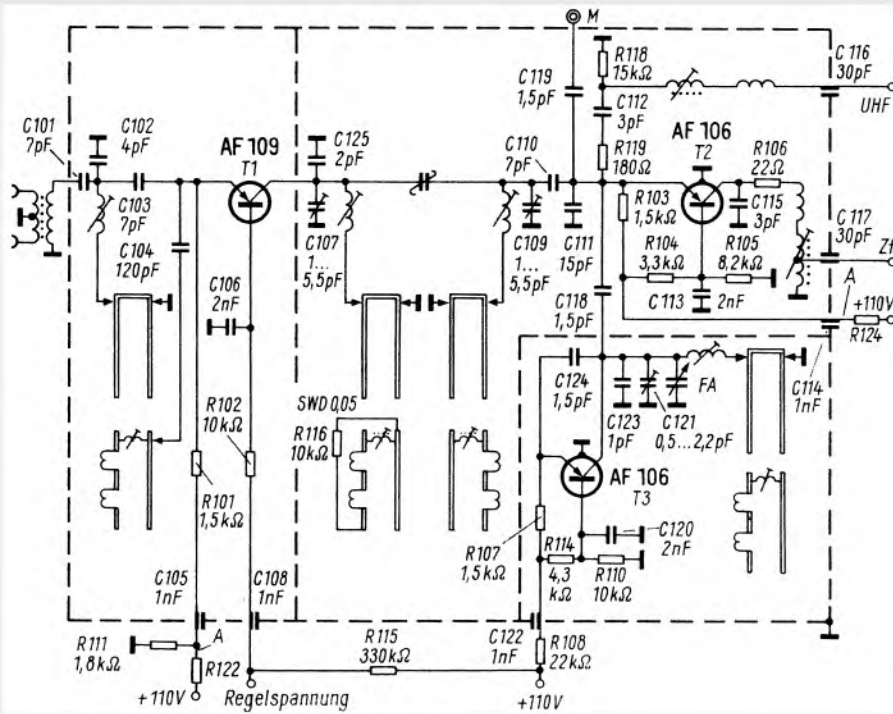 M
R118
15kΩ
C116
30pF
UHF
C119
1,5pF
C112
3pF
R119
180Ω
AF 106
T2
R106
22Ω
C101
7pF
C102
4pF
AF 109
T1
C125
2pF
C110
7pF
R103
1,5kΩ
C115
3pF
C117
30pF
Zf
C103
7pF
C104
120pF
C107
1...
5,5pF
C109
1...
5,5pF
C111
15pF
R104
3,3kΩ
R105
8,2kΩ
C113
2nF
A
+110V
R124
C106
2nF
C118
1,5pF
C124
1,5pF
FA
C114
1nF
C123
1pF
C121
0,5...2,2pF
R102
10kΩ
SWD 0,05
R116
10kΩ
AF 106
T3
R101
1,5kΩ
R107
1,5kΩ
C120
2nF
R114
4,3
kΩ
R110
10kΩ
C105
1nF
C108
1nF
R111
1,8kΩ
A
R122
R115
330kΩ
C122
1nF
R108
22kΩ
+110V
Regelspannung
+110V